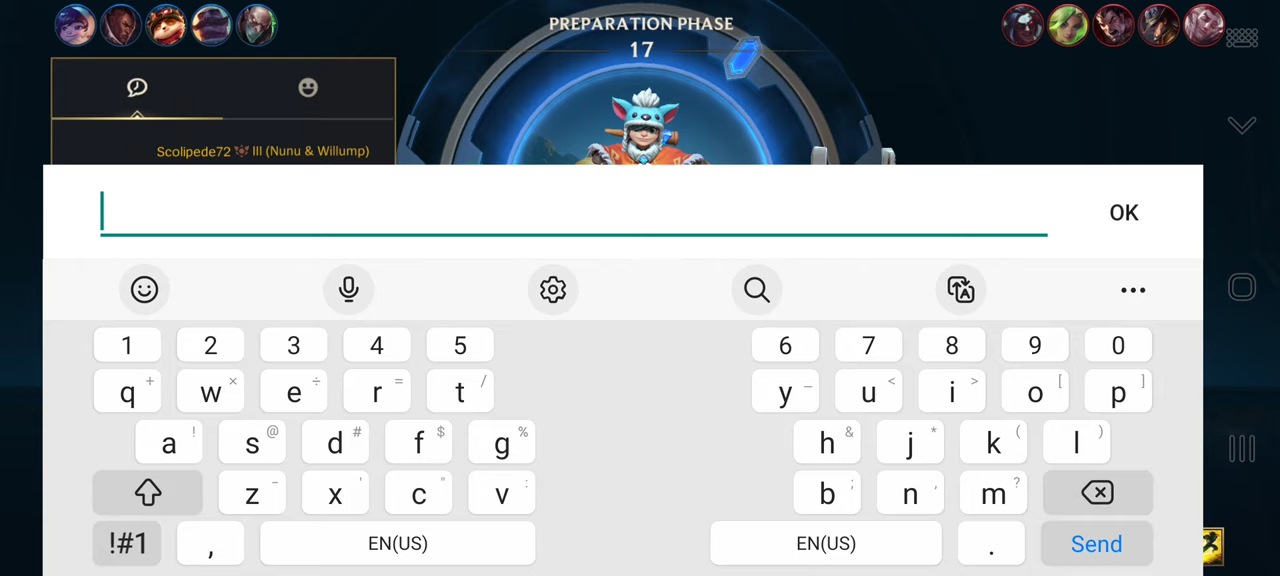 PREPARATION PHASE
17
Scolipede72 III (Nunu & Willump)
OK
1 2 3 4 5 6 7 8 9 0
q + w × e ÷ r = t / y _ u < i > o [ p ]
a ! s @ d # f $ g % h & j * k ( l )
z - x ' c " v : b ; n , m ?
!#1 , EN(US) EN(US) . Send